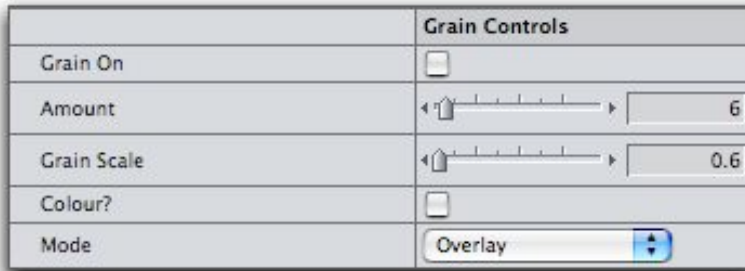 Grain Controls
Grain On
Amount 6
Grain Scale 0.6
Colour?
Mode Overlay